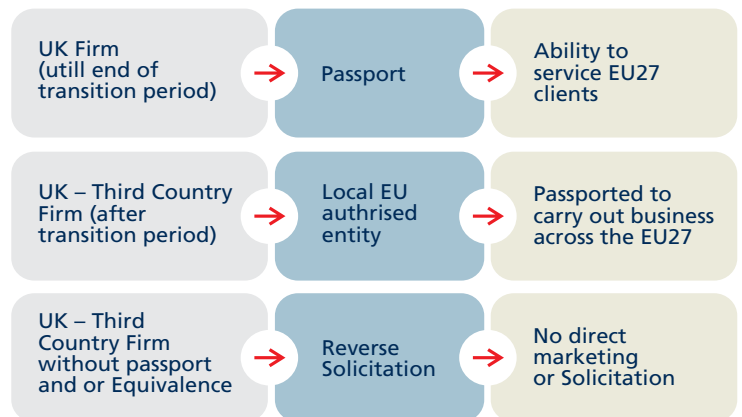 UK Firm
(utill end of
transition period)
Passport
Ability to
service EU27
clients
UK – Third Country
Firm (after
transition period)
Local EU
authrised
entity
Passported to
carry out business
across the EU27
UK – Third
Country Firm
without passport
and or Equivalence
Reverse
Solicitation
No direct
marketing
or Solicitation